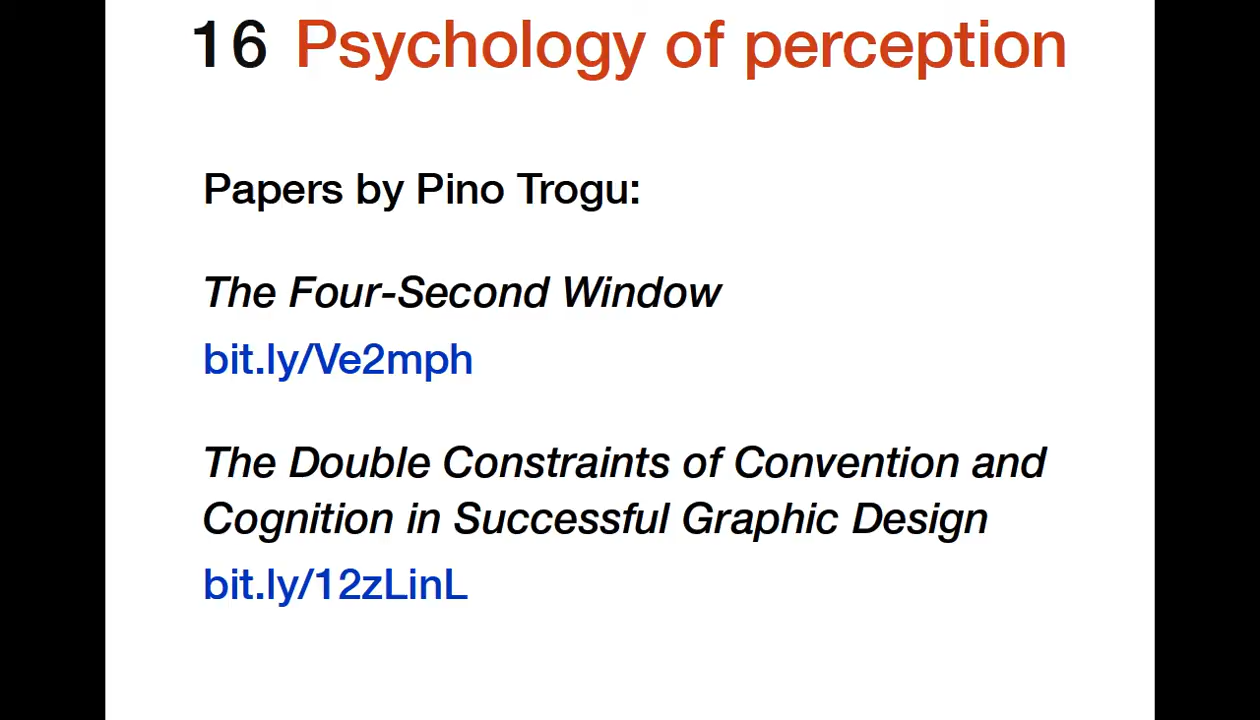 16 Psychology of perception
Papers by Pino Trogu:
The Four-Second Window
bit.ly/Ve2mph
The Double Constraints of Convention and
Cognition in Successful Graphic Design
bit.ly/12zLinL